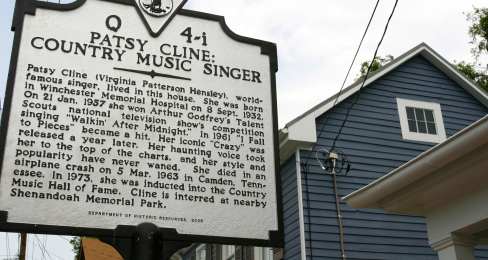 Q 4-i
PATSY CLINE:
COUNTRY MUSIC SINGER
Patsy Cline (Virginia Patterson Hensley), world-
famous singer, lived in this house. She was born
in Winchester Memorial Hospital on 8 Sept. 1932.
On 21 Jan. 1957 she won Arthur Godfrey's Talent
Scouts national television show's competition
singing "Walkin' After Midnight." In 1961 "I Fall
to Pieces" became a hit. Her iconic "Crazy" was
released a year later. Her haunting voice took
her to the top of the charts, and her style and
popularity have never waned. She died in an
airplane crash on 5 Mar. 1963 in Camden, Tenn-
essee. In 1973, she was inducted into the Country
Music Hall of Fame. Cline is interred at nearby
Shenandoah Memorial Park.
DEPARTMENT OF HISTORIC RESOURCES, 2005